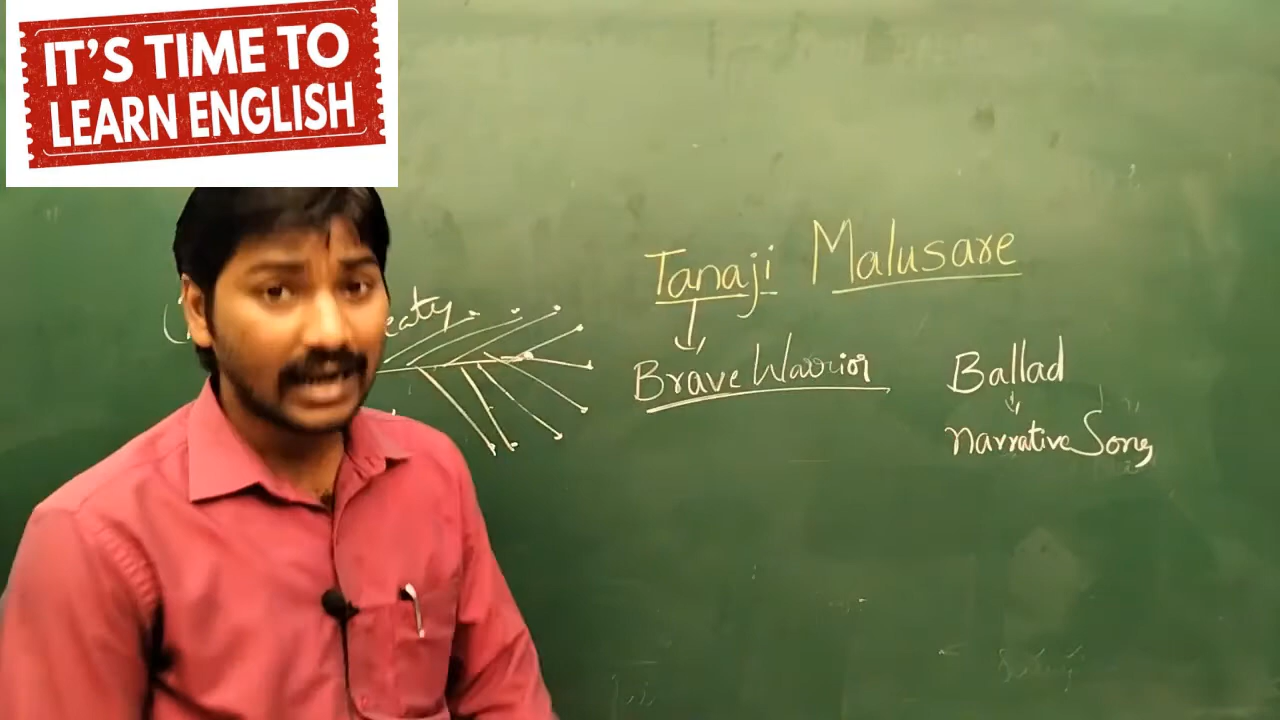 IT'S TIME TO
LEARN ENGLISH
Tanaji Malusare
Brave Warrior
Ballad
narrative Song